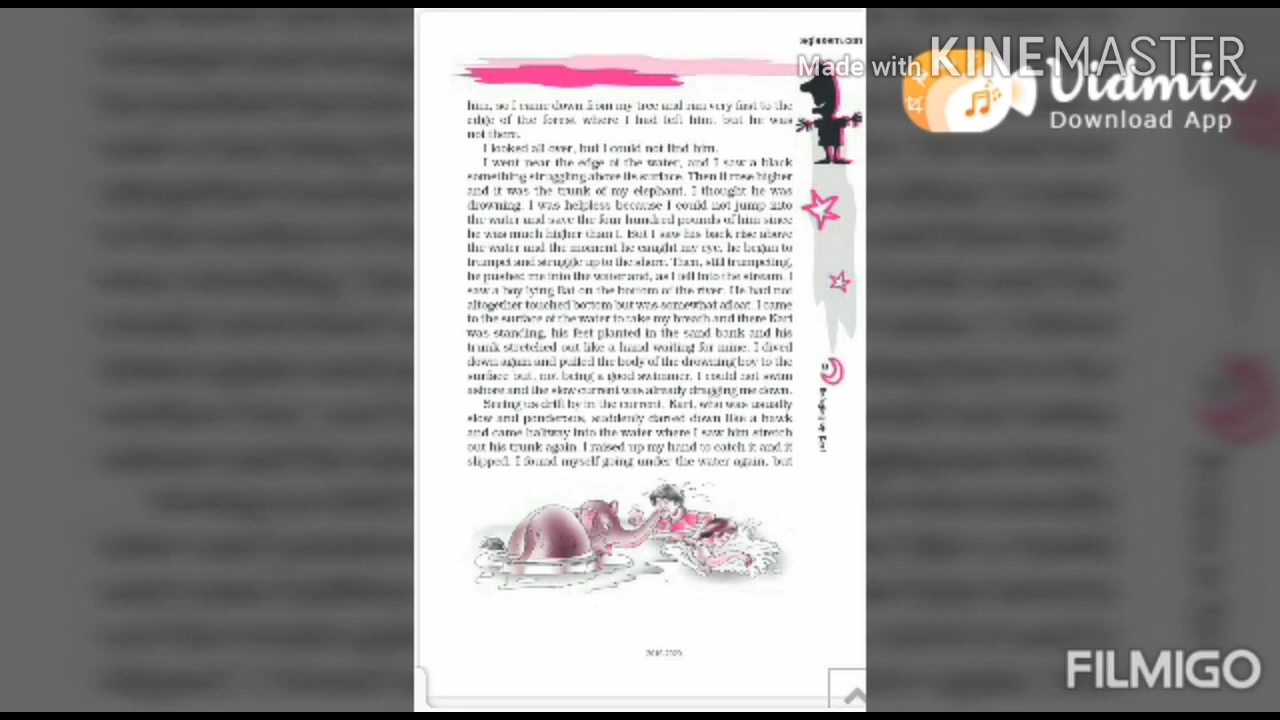 aglasem.com
Made with KINEMASTER
Vidmix
Download App
him, so I came down from my tree and ran very fast to the
edge of the forest where I had left him, but he was
not there.
I looked all over, but I could not find him.
I went near the edge of the water, and I saw a black
something struggling above its surface. Then it rose higher
and it was the trunk of my elephant. I thought he was
drowning. I was helpless because I could not jump into
the water and save the four hundred pounds of him since
he was much higher than I. But I saw his back rise above
the water and the moment he caught my eye, he began to
trumpet and struggle up to the shore. Then, still trumpeting,
he pushed me into the water and, as I fell into the stream, I
saw a boy lying flat on the bottom of the river. He had not
altogether touched bottom but was somewhat afloat. I came
to the surface of the water to take my breath and there Kari
was standing, his feet planted in the sand bank and his
trunk stretched out like a hand waiting for mine. I dived
down again and pulled the body of the drowning boy to the
surface but, not being a good swimmer, I could not swim
ashore and the slow current was already dragging me down.
Seeing us drift by in the current, Kari, who was usually
slow and ponderous, suddenly darted down like a hawk
and came halfway into the water where I saw him stretch
out his trunk again. I raised up my hand to catch it and it
slipped. I found myself going under the water again, but
2019-2020
FILMIGO